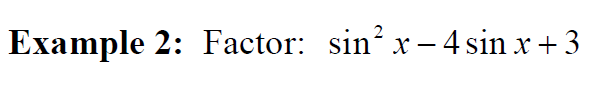 Example 2: Factor: sin² x − 4 sin x + 3